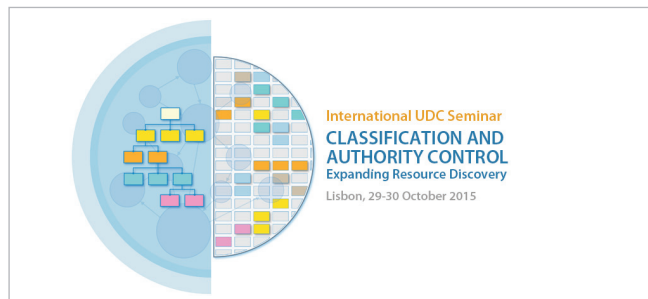 International UDC Seminar
CLASSIFICATION AND
AUTHORITY CONTROL
Expanding Resource Discovery
Lisbon, 29-30 October 2015